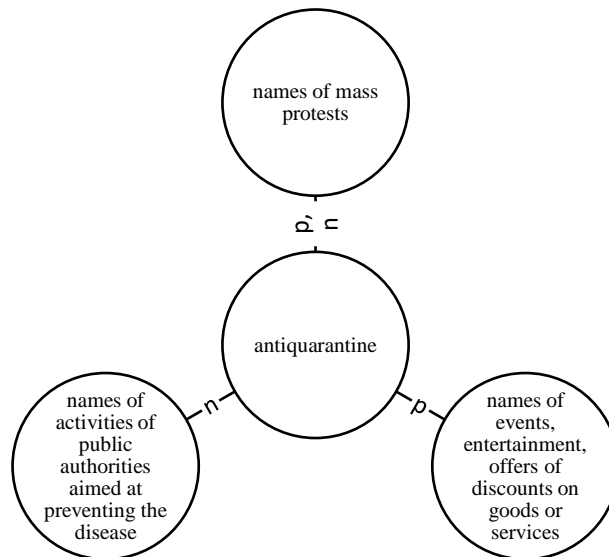 names of mass
protests
p,
n
antiquarantine
n
p
names of
activities of
public
authorities
aimed at
preventing the
disease
names of
events,
entertainment,
offers of
discounts on
goods or
services